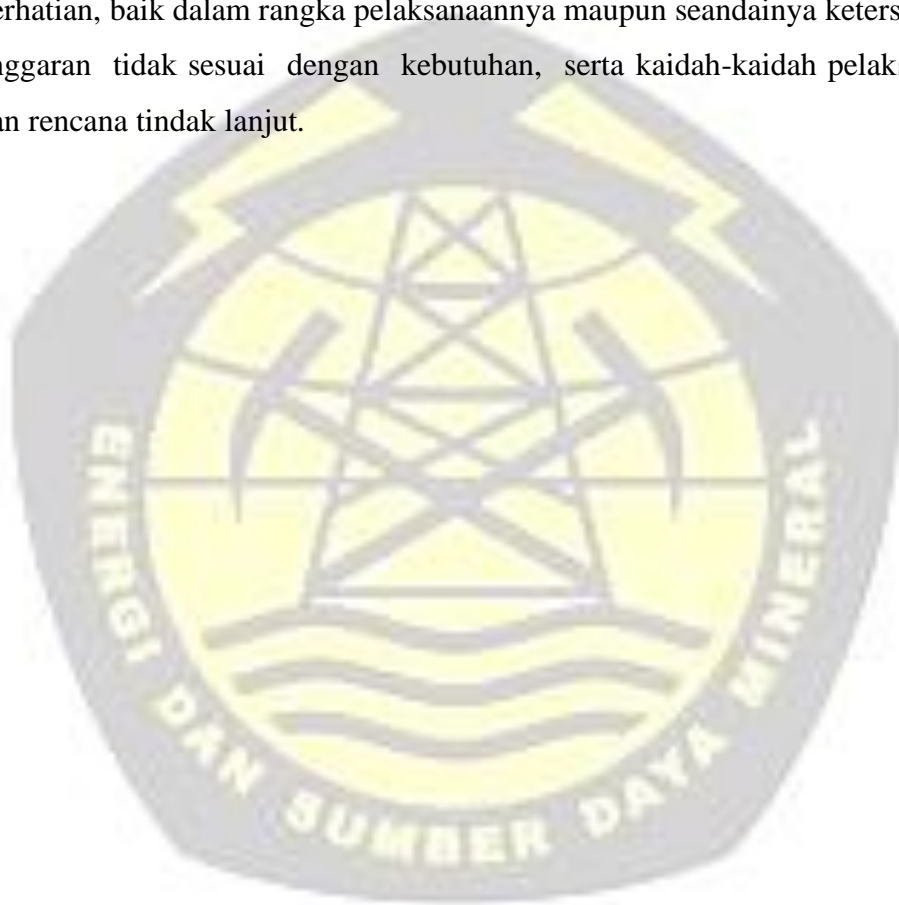 erhatian, baik dalam rangka pelaksanaannya maupun seandainya keters
nggaran tidak sesuai dengan kebutuhan, serta kaidah-kaidah pelaks
an rencana tindak lanjut.
ENERGI DAN SUMBER DAYA MINERAL